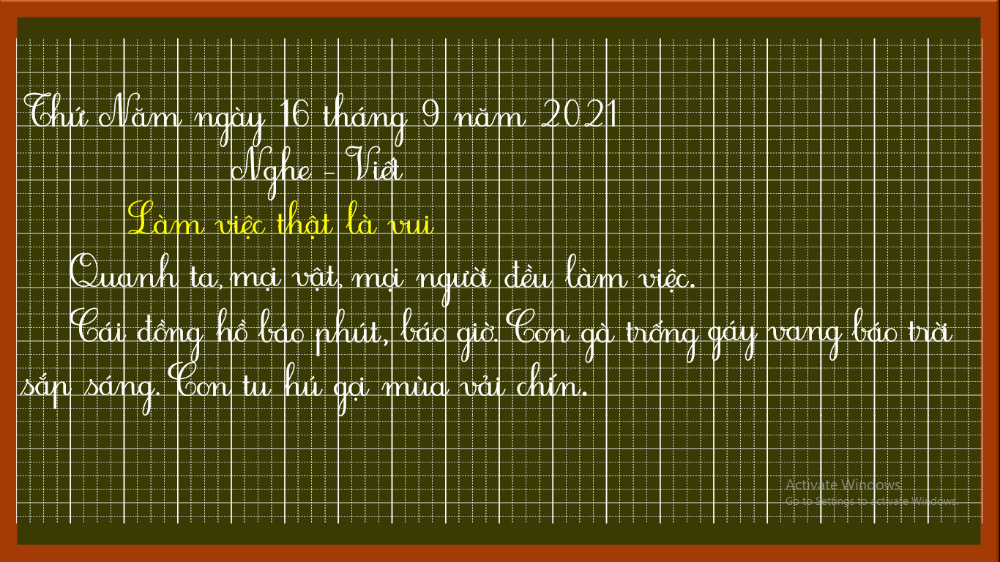 Thứ Năm ngày 16 tháng 9 năm 2021
Nghe - Viết
Làm việc thật là vui
Quanh ta, mọi vật, mọi người đều làm việc.
Cái đồng hồ báo phút, báo giờ. Con gà trống gáy vang báo trời
sắp sáng. Con tu hú gọi mùa vải chín.
Activate Windows
Go to Settings to activate Windows.